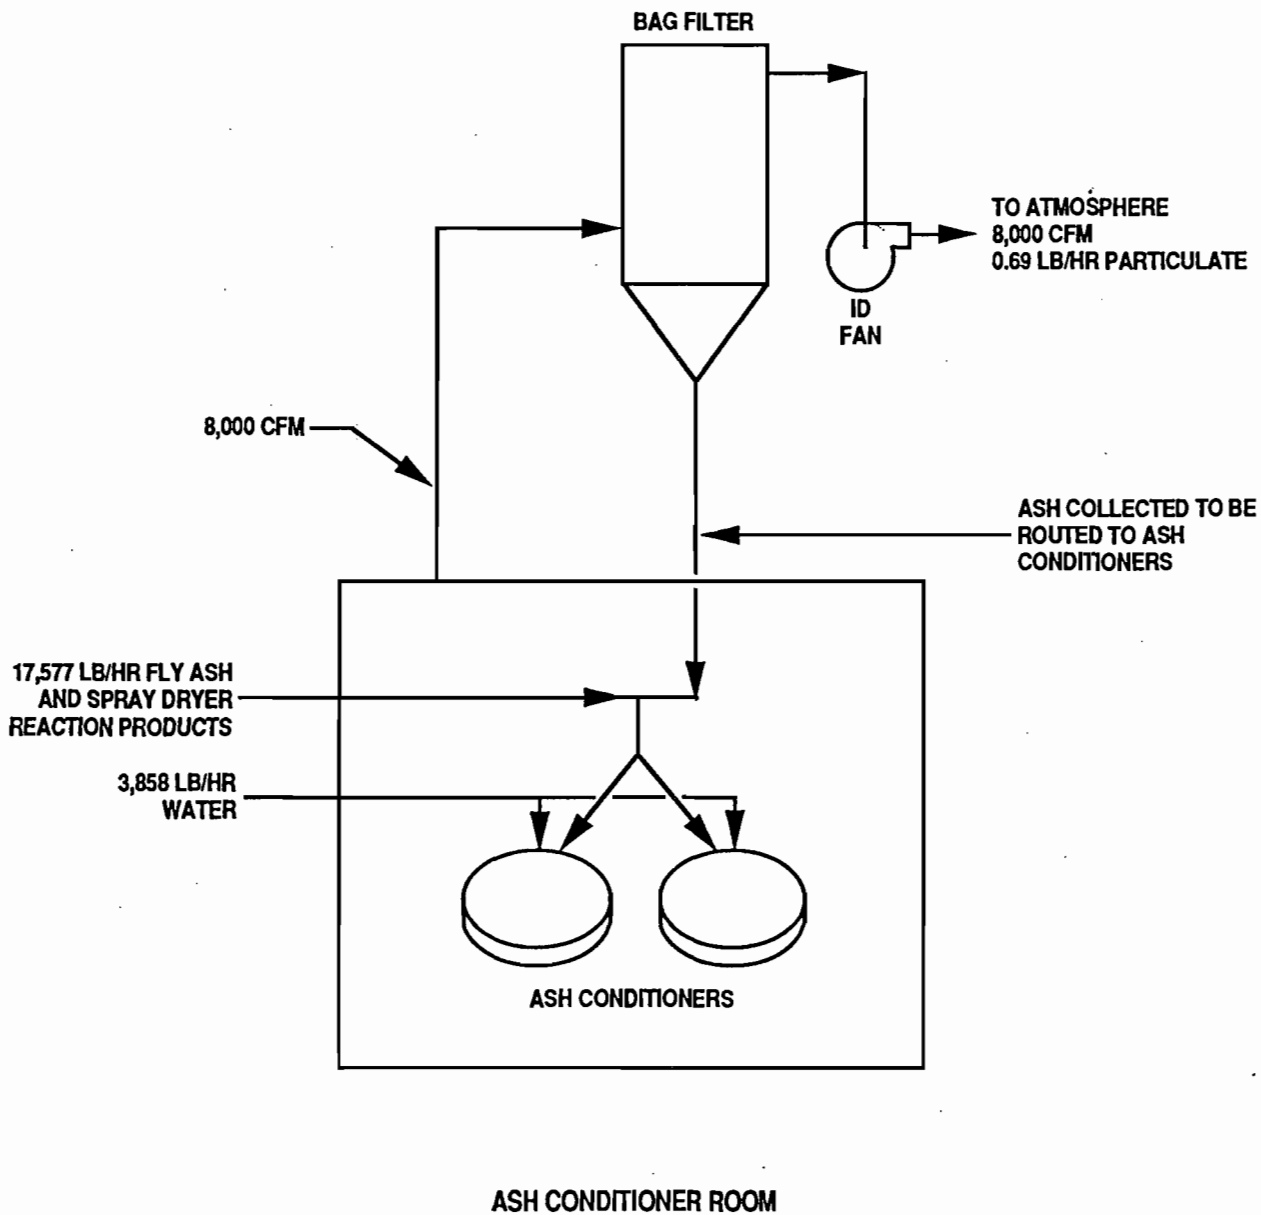 BAG FILTER
TO ATMOSPHERE
8,000 CFM
0.69 LB/HR PARTICULATE
ID
FAN
8,000 CFM
ASH COLLECTED TO BE
ROUTED TO ASH
CONDITIONERS
17,577 LB/HR FLY ASH
AND SPRAY DRYER
REACTION PRODUCTS
3,858 LB/HR
WATER
ASH CONDITIONERS
ASH CONDITIONER ROOM